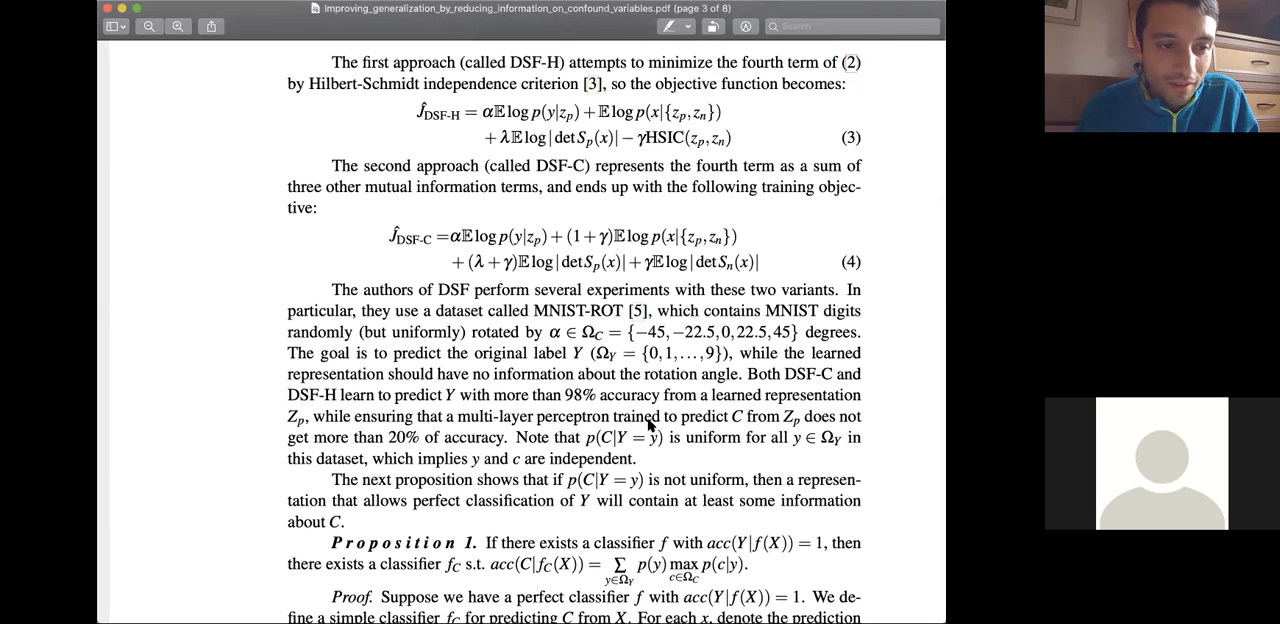 Improving_generalization_by_reducing_information_on_confound_variables.pdf (page 3 of 8)
Search
The first approach (called DSF-H) attempts to minimize the fourth term of (2)
by Hilbert-Schmidt independence criterion [3], so the objective function becomes:
Ĵ_DSF-H = α𝔼 log p(y|z_p) + 𝔼 log p(x|{z_p, z_n})
+ λ𝔼 log |det S_p(x)| − γHSIC(z_p, z_n) (3)
The second approach (called DSF-C) represents the fourth term as a sum of
three other mutual information terms, and ends up with the following training objec-
tive:
Ĵ_DSF-C = α𝔼 log p(y|z_p) + (1 + γ)𝔼 log p(x|{z_p, z_n})
+ (λ + γ)𝔼 log |det S_p(x)| + γ𝔼 log |det S_n(x)| (4)
The authors of DSF perform several experiments with these two variants. In
particular, they use a dataset called MNIST-ROT [5], which contains MNIST digits
randomly (but uniformly) rotated by α ∈ Ω_C = {−45, −22.5, 0, 22.5, 45} degrees.
The goal is to predict the original label Y (Ω_Y = {0, 1, . . . , 9}), while the learned
representation should have no information about the rotation angle. Both DSF-C and
DSF-H learn to predict Y with more than 98% accuracy from a learned representation
Z_p, while ensuring that a multi-layer perceptron trained to predict C from Z_p does not
get more than 20% of accuracy. Note that p(C|Y = y) is uniform for all y ∈ Ω_Y in
this dataset, which implies y and c are independent.
The next proposition shows that if p(C|Y = y) is not uniform, then a represen-
tation that allows perfect classification of Y will contain at least some information
about C.
Proposition 1. If there exists a classifier f with acc(Y|f(X)) = 1, then
there exists a classifier f_C s.t. acc(C|f_C(X)) = ∑_{y∈Ω_Y} p(y) max_{c∈Ω_C} p(c|y).
Proof. Suppose we have a perfect classifier f with acc(Y|f(X)) = 1. We de-
fine a simple classifier f_C for predicting C from X. For each x, denote the prediction